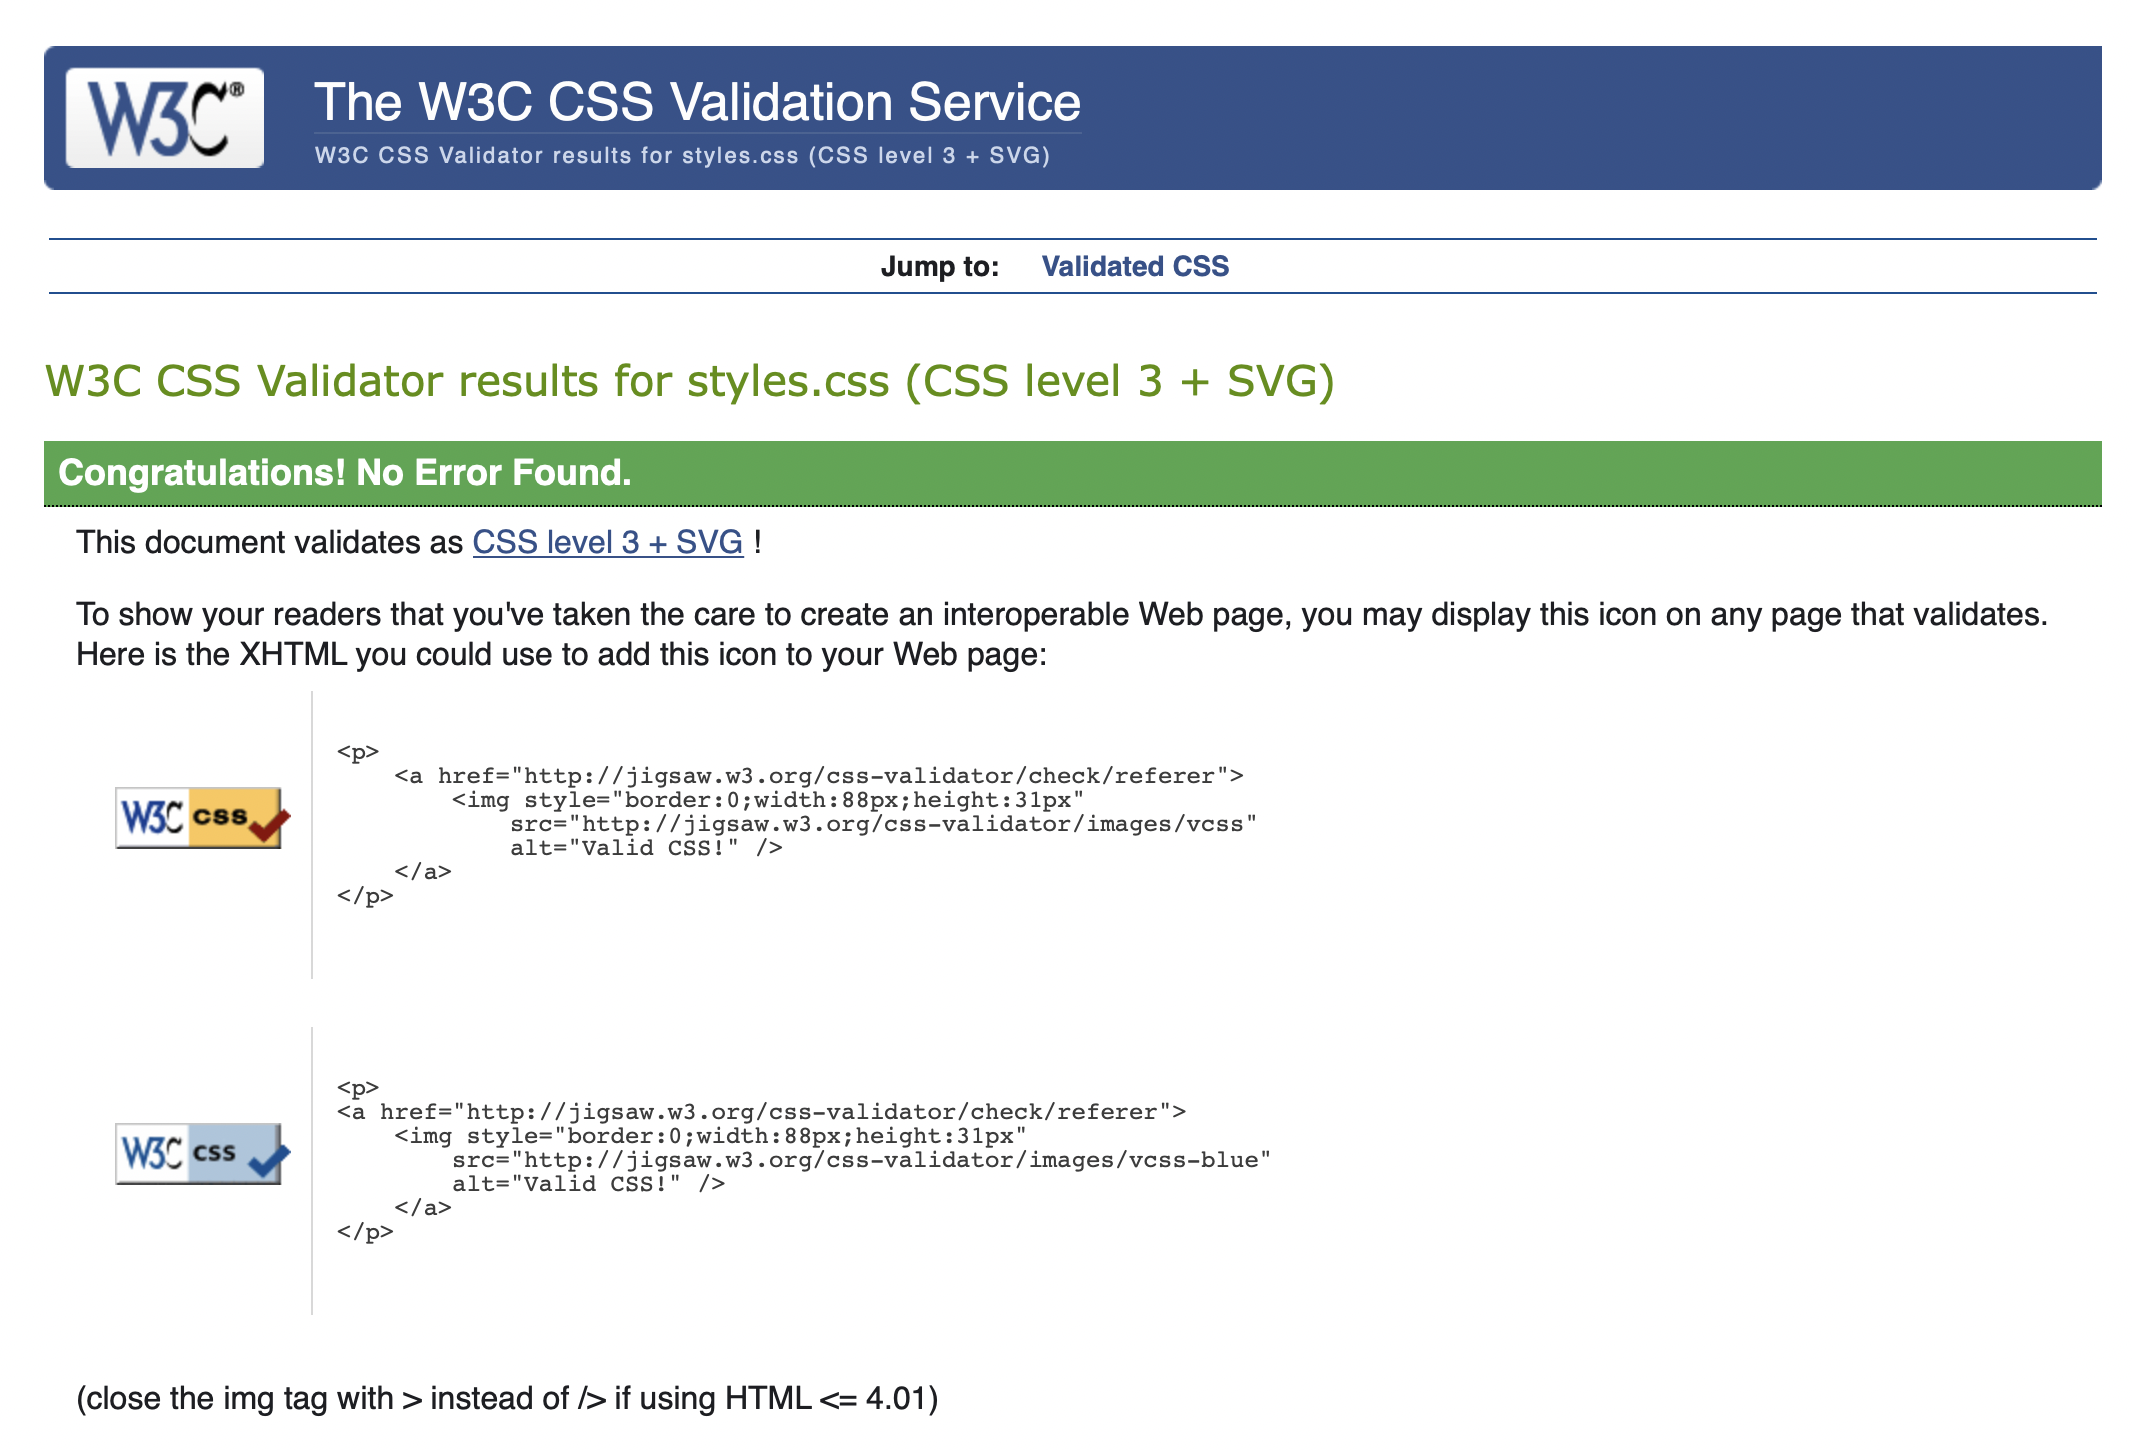 W3C®
The W3C CSS Validation Service
W3C CSS Validator results for styles.css (CSS level 3 + SVG)
Jump to: Validated CSS
W3C CSS Validator results for styles.css (CSS level 3 + SVG)
Congratulations! No Error Found.
This document validates as CSS level 3 + SVG !
To show your readers that you've taken the care to create an interoperable Web page, you may display this icon on any page that validates.
Here is the XHTML you could use to add this icon to your Web page:
W3C css
<p>
    <a href="http://jigsaw.w3.org/css-validator/check/referer">
        <img style="border:0;width:88px;height:31px"
            src="http://jigsaw.w3.org/css-validator/images/vcss"
            alt="Valid CSS!" />
    </a>
</p>
W3C css
<p>
<a href="http://jigsaw.w3.org/css-validator/check/referer">
    <img style="border:0;width:88px;height:31px"
        src="http://jigsaw.w3.org/css-validator/images/vcss-blue"
        alt="Valid CSS!" />
    </a>
</p>
(close the img tag with > instead of /> if using HTML <= 4.01)